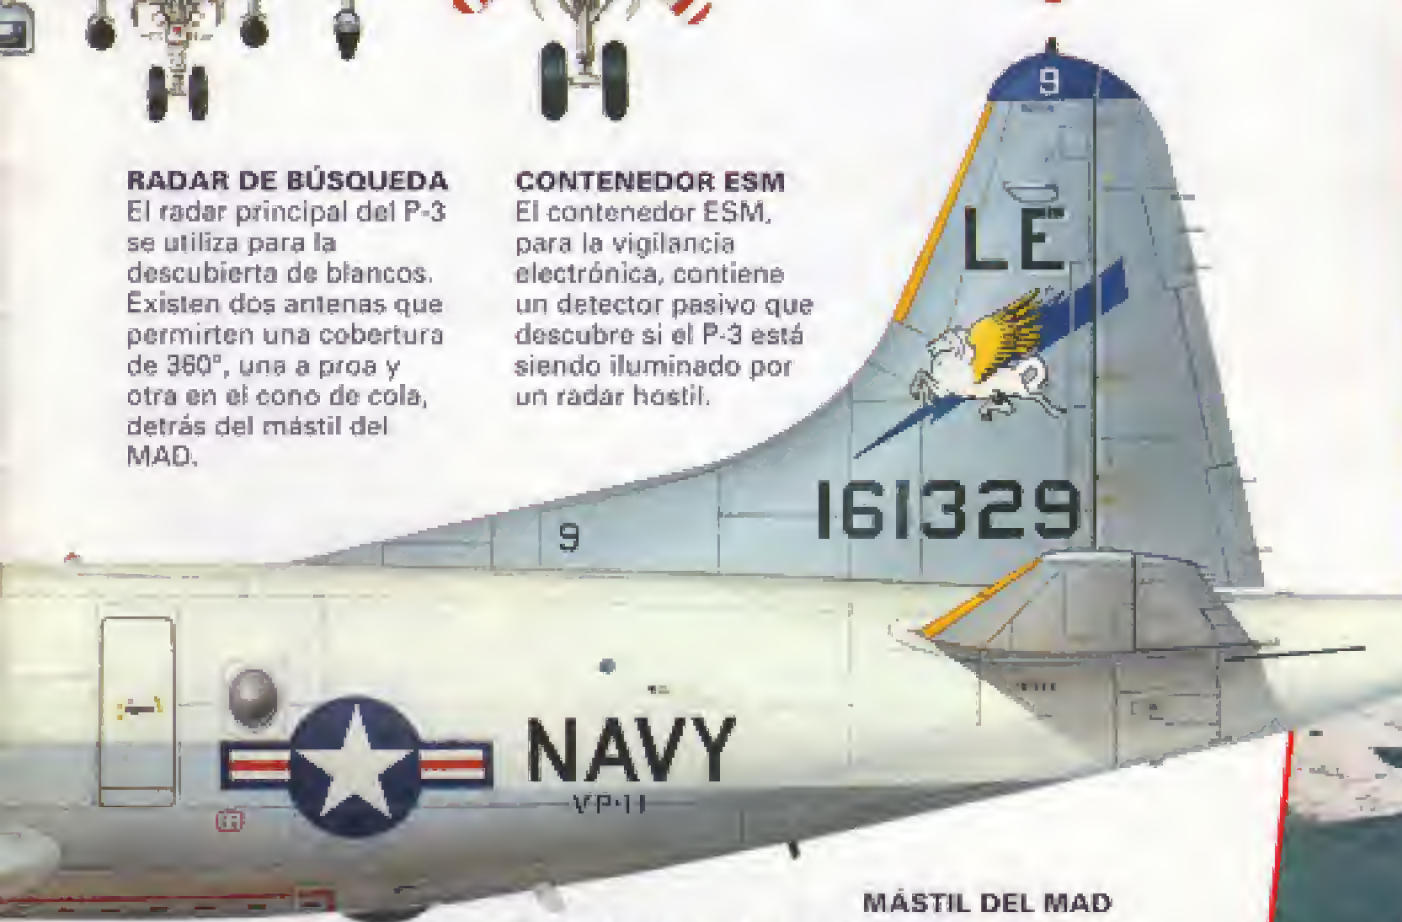 RADAR DE BÚSQUEDA
El radar principal del P-3
se utiliza para la
descubierta de blancos.
Existen dos antenas que
permirten una cobertura
de 360°, una a proa y
otra en el cono de cola,
detrás del mástil del
MAD.
CONTENEDOR ESM
El contenedor ESM,
para la vigilancia
electrónica, contiene
un detector pasivo que
descubre si el P-3 está
siendo iluminado por
un radar hostil.
9
LE
161329
9
NAVY
VP-11
MÁSTIL DEL MAD